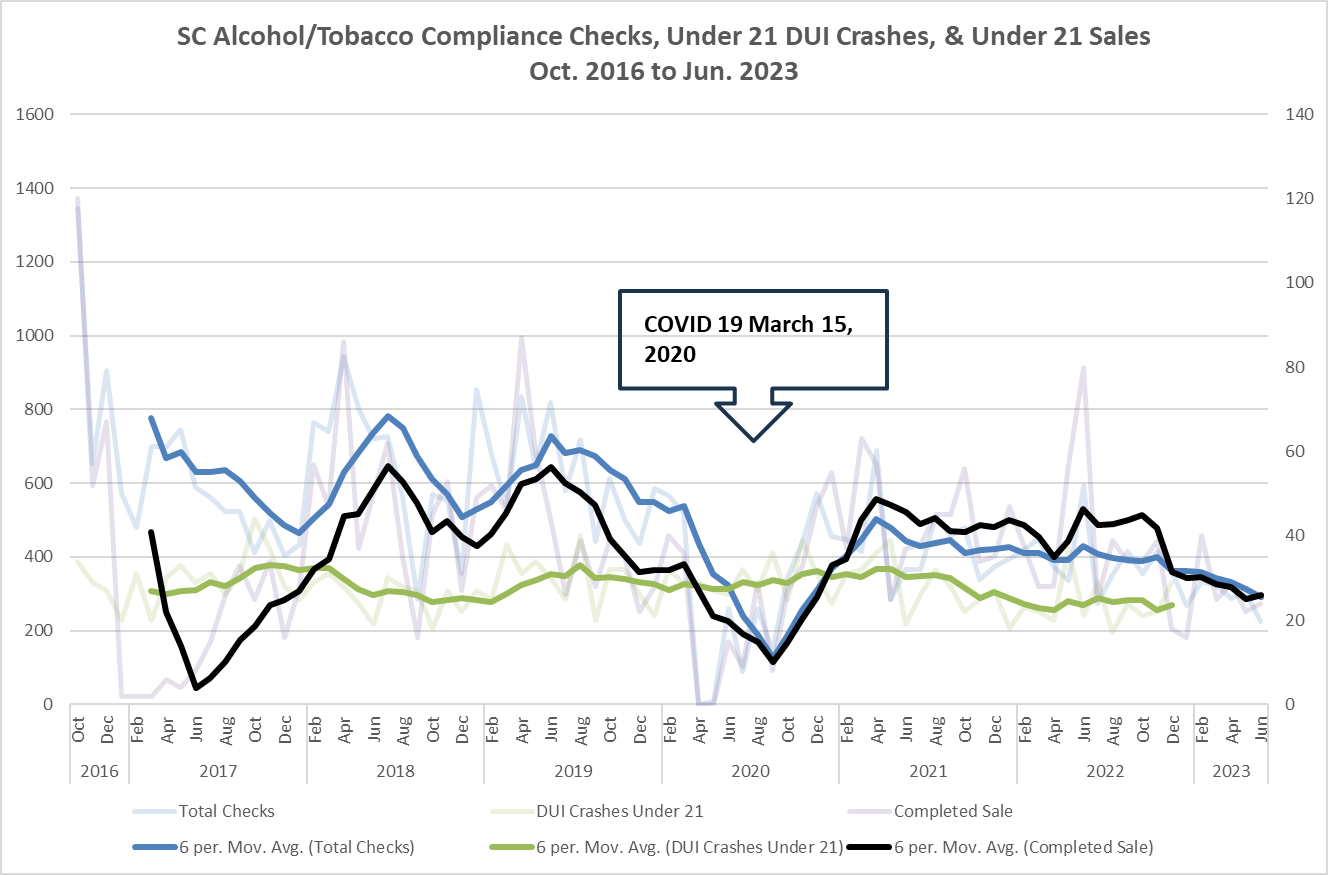 SC Alcohol/Tobacco Compliance Checks, Under 21 DUI Crashes, & Under 21 Sales
Oct. 2016 to Jun. 2023
1600
1400
1200
1000
800
600
400
200
0
140
120
100
80
60
40
20
0
COVID 19 March 15,
2020
Oct Dec Feb Apr Jun Aug Oct Dec Feb Apr Jun Aug Oct Dec Feb Apr Jun Aug Oct Dec Feb Apr Jun Aug Oct Dec Feb Apr Jun Aug Oct Dec Feb Apr Jun Aug Oct Dec Feb Apr Jun
2016 2017 2018 2019 2020 2021 2022 2023
Total Checks DUI Crashes Under 21 Completed Sale
6 per. Mov. Avg. (Total Checks) 6 per. Mov. Avg. (DUI Crashes Under 21) 6 per. Mov. Avg. (Completed Sale)